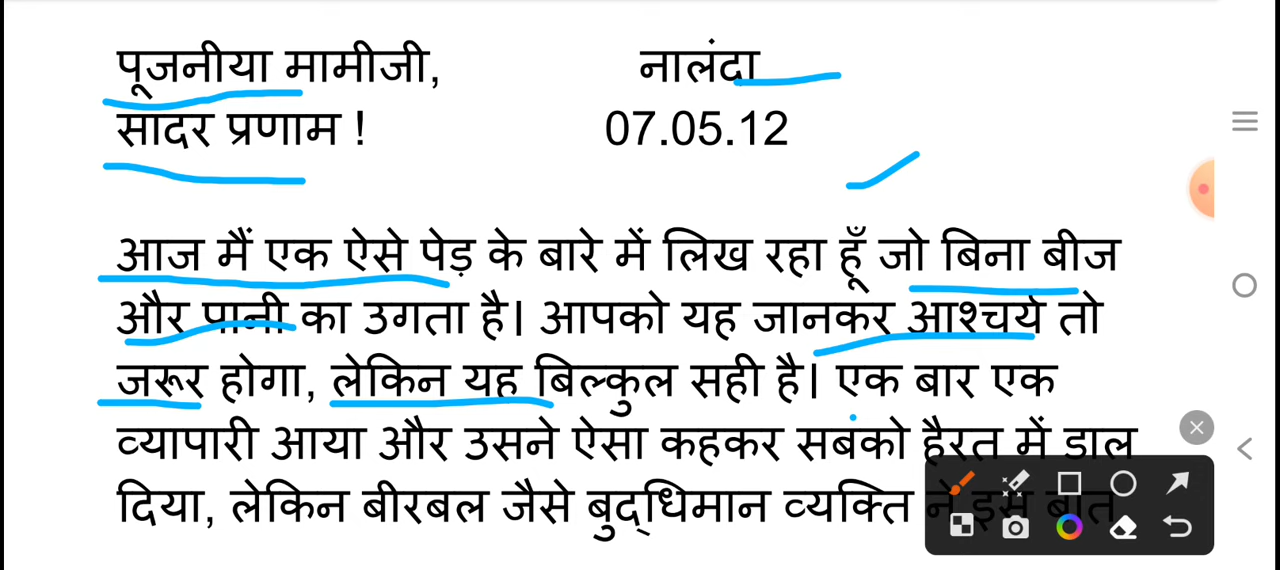 पूजनीया मामीजी, नालंदा
सादर प्रणाम ! 07.05.12
आज मैं एक ऐसे पेड़ के बारे में लिख रहा हूँ जो बिना बीज
और पानी का उगता है। आपको यह जानकर आश्चर्य तो
जरूर होगा, लेकिन यह बिल्कुल सही है। एक बार एक
व्यापारी आया और उसने ऐसा कहकर सबको हैरत में डाल
दिया, लेकिन बीरबल जैसे बुद्धिमान व्यक्ति ने इस बात